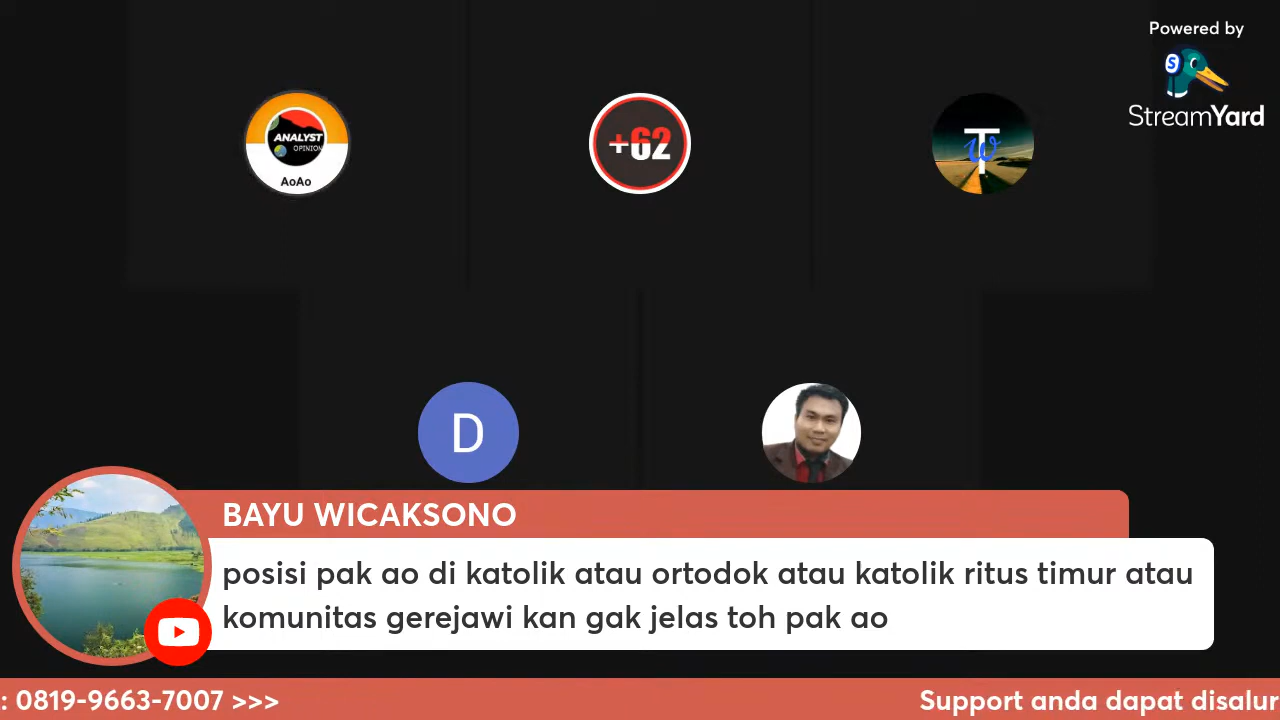 Powered by
S
StreamYard
ANALYST
OPINION
AoAo
+62
T
w
D
BAYU WICAKSONO
posisi pak ao di katolik atau ortodok atau katolik ritus timur atau
komunitas gerejawi kan gak jelas toh pak ao
: 0819-9663-7007 >>>
Support anda dapat disalur